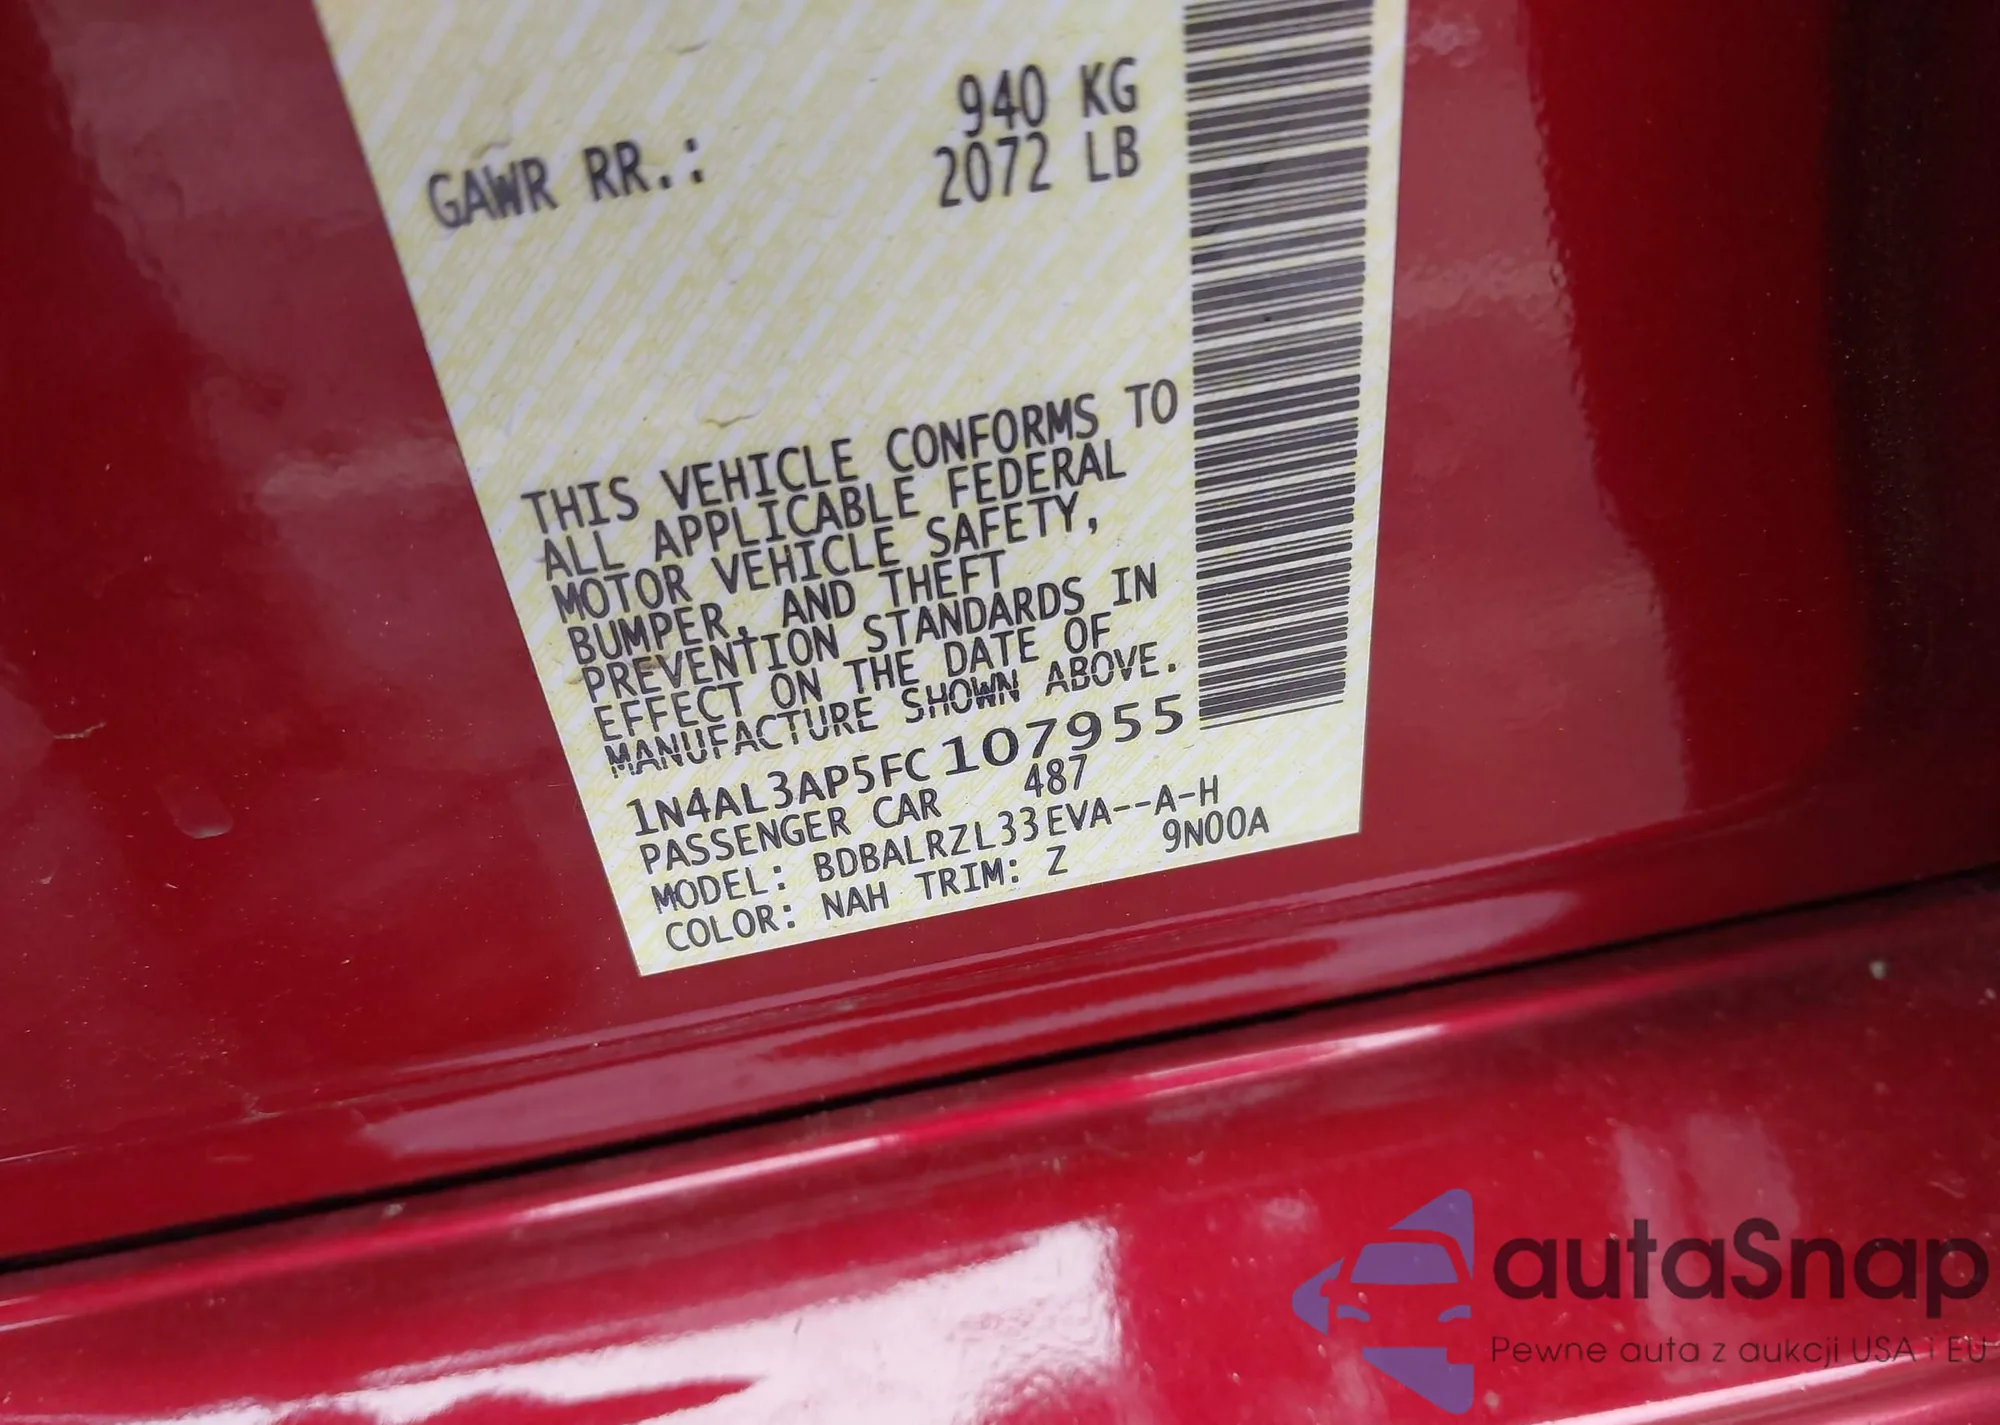 940 KG
GAWR RR.: 2072 LB
THIS VEHICLE CONFORMS TO
ALL APPLICABLE FEDERAL
MOTOR VEHICLE SAFETY,
BUMPER, AND THEFT
PREVENTION STANDARDS IN
EFFECT ON THE DATE OF
MANUFACTURE SHOWN ABOVE.
1N4AL3AP5FC107955
PASSENGER CAR 487
MODEL: BDBALRZL33EVA--A-H
COLOR: NAH TRIM: Z 9N00A
autaSnap
Pewne auta z aukcji USA i EU